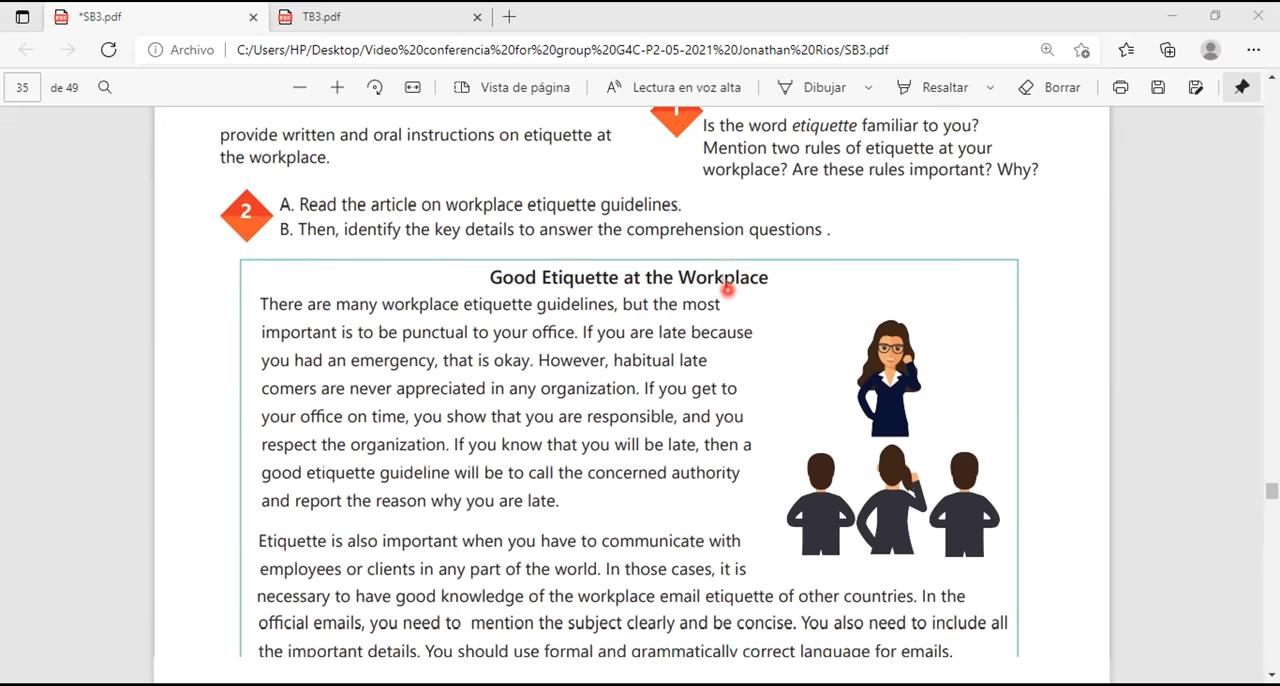 *SB3.pdf
TB3.pdf
Archivo
C:/Users/HP/Desktop/Video%20conferencia%20for%20group%20G4C-P2-05-2021%20Jonathan%20Rios/SB3.pdf
35
de 49
Vista de página
Lectura en voz alta
Dibujar
Resaltar
Borrar
provide written and oral instructions on etiquette at
the workplace.
1
Is the word etiquette familiar to you?
Mention two rules of etiquette at your
workplace? Are these rules important? Why?
2
A. Read the article on workplace etiquette guidelines.
B. Then, identify the key details to answer the comprehension questions .
Good Etiquette at the Workplace
There are many workplace etiquette guidelines, but the most
important is to be punctual to your office. If you are late because
you had an emergency, that is okay. However, habitual late
comers are never appreciated in any organization. If you get to
your office on time, you show that you are responsible, and you
respect the organization. If you know that you will be late, then a
good etiquette guideline will be to call the concerned authority
and report the reason why you are late.
Etiquette is also important when you have to communicate with
employees or clients in any part of the world. In those cases, it is
necessary to have good knowledge of the workplace email etiquette of other countries. In the
official emails, you need to mention the subject clearly and be concise. You also need to include all
the important details. You should use formal and grammatically correct language for emails.